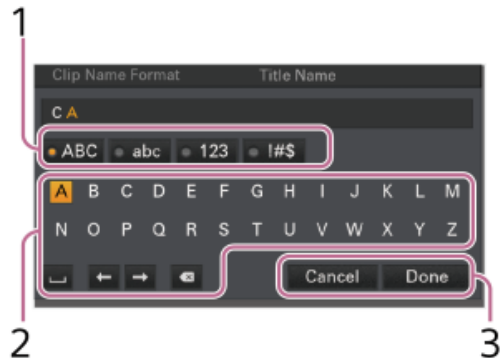 1
Clip Name Format Title Name
C A
ABC abc 123 !#$
A B C D E F G H I J K L M
N O P Q R S T U V W X Y Z
← → Cancel Done
2 3